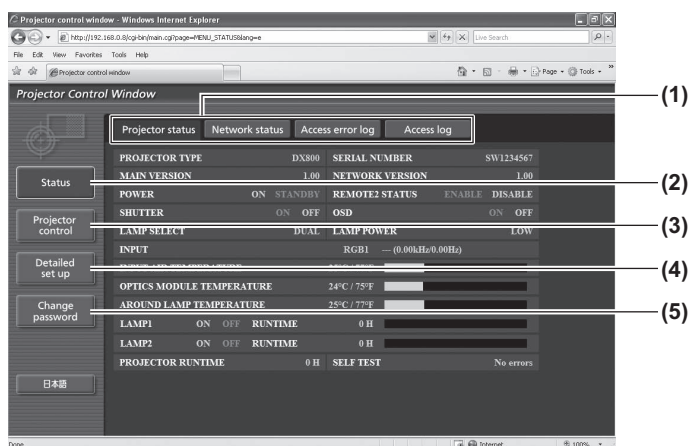 Projector control window - Windows Internet Explorer
http://192.168.0.8/cgi-bin/main.cgi?page=MENU_STATUS&lang=e
Live Search
File Edit View Favorites Tools Help
Projector control window
Page Tools
Projector Control Window
(1)
Projector status Network status Access error log Access log
PROJECTOR TYPE DX800 SERIAL NUMBER SW1234567
MAIN VERSION 1.00 NETWORK VERSION 1.00
Status
(2)
POWER ON STANDBY REMOTE2 STATUS ENABLE DISABLE
SHUTTER ON OFF OSD ON OFF
Projector control
(3)
LAMP SELECT DUAL LAMP POWER LOW
INPUT RGB1 --- (0.00kHz/0.00Hz)
Detailed set up
(4)
OPTICS MODULE TEMPERATURE 24°C / 75°F
AROUND LAMP TEMPERATURE 25°C / 77°F
Change password
(5)
LAMP1 ON OFF RUNTIME 0 H
LAMP2 ON OFF RUNTIME 0 H
PROJECTOR RUNTIME 0 H SELF TEST No errors
日本語
Done
Internet 100%